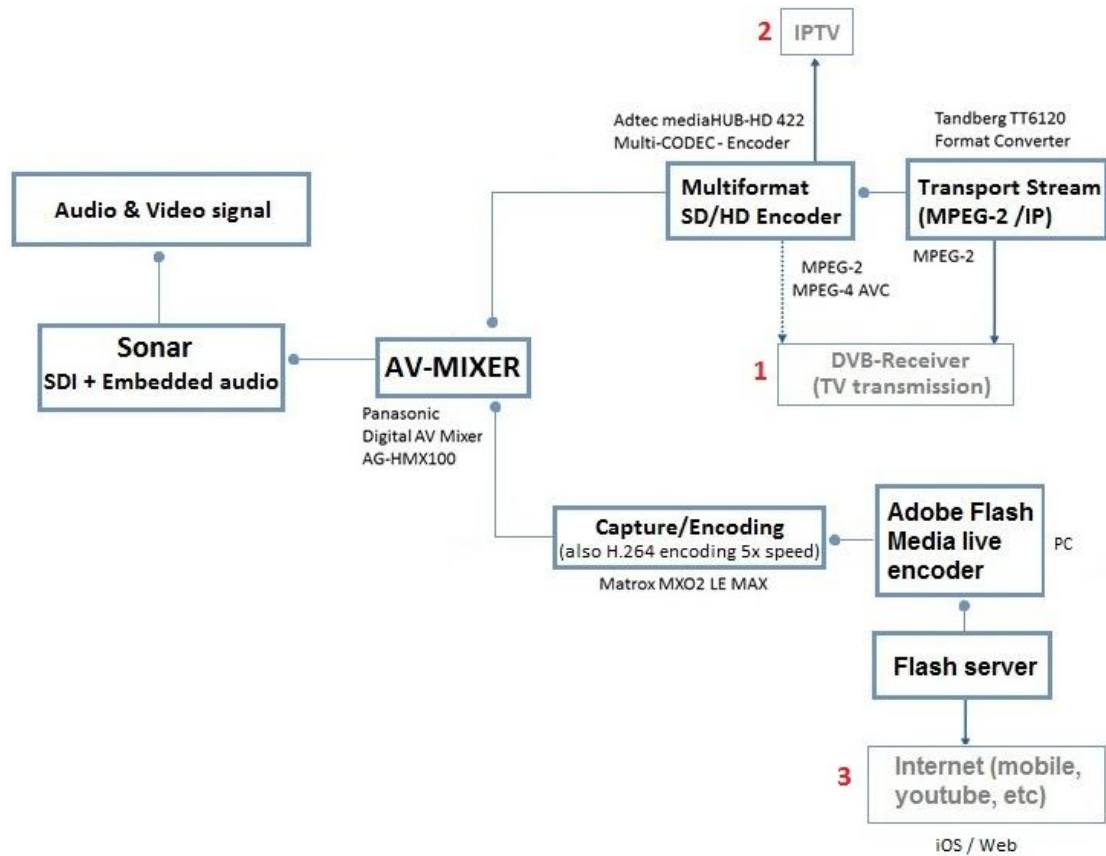 2 IPTV
Adtec mediaHUB-HD 422
Multi-CODEC - Encoder
Tandberg TT6120
Format Converter
Audio & Video signal
Multiformat
SD/HD Encoder
Transport Stream
(MPEG-2 /IP)
MPEG-2
MPEG-4 AVC
MPEG-2
Sonar
SDI + Embedded audio
AV-MIXER
1 DVB-Receiver
(TV transmission)
Panasonic
Digital AV Mixer
AG-HMX100
Capture/Encoding
(also H.264 encoding 5x speed)
Matrox MXO2 LE MAX
Adobe Flash
Media live
encoder
PC
Flash server
3 Internet (mobile,
youtube, etc)
iOS / Web